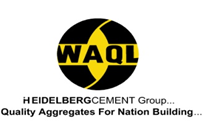 WAQL
HEIDELBERGCEMENT Group...
Quality Aggregates For Nation Building...